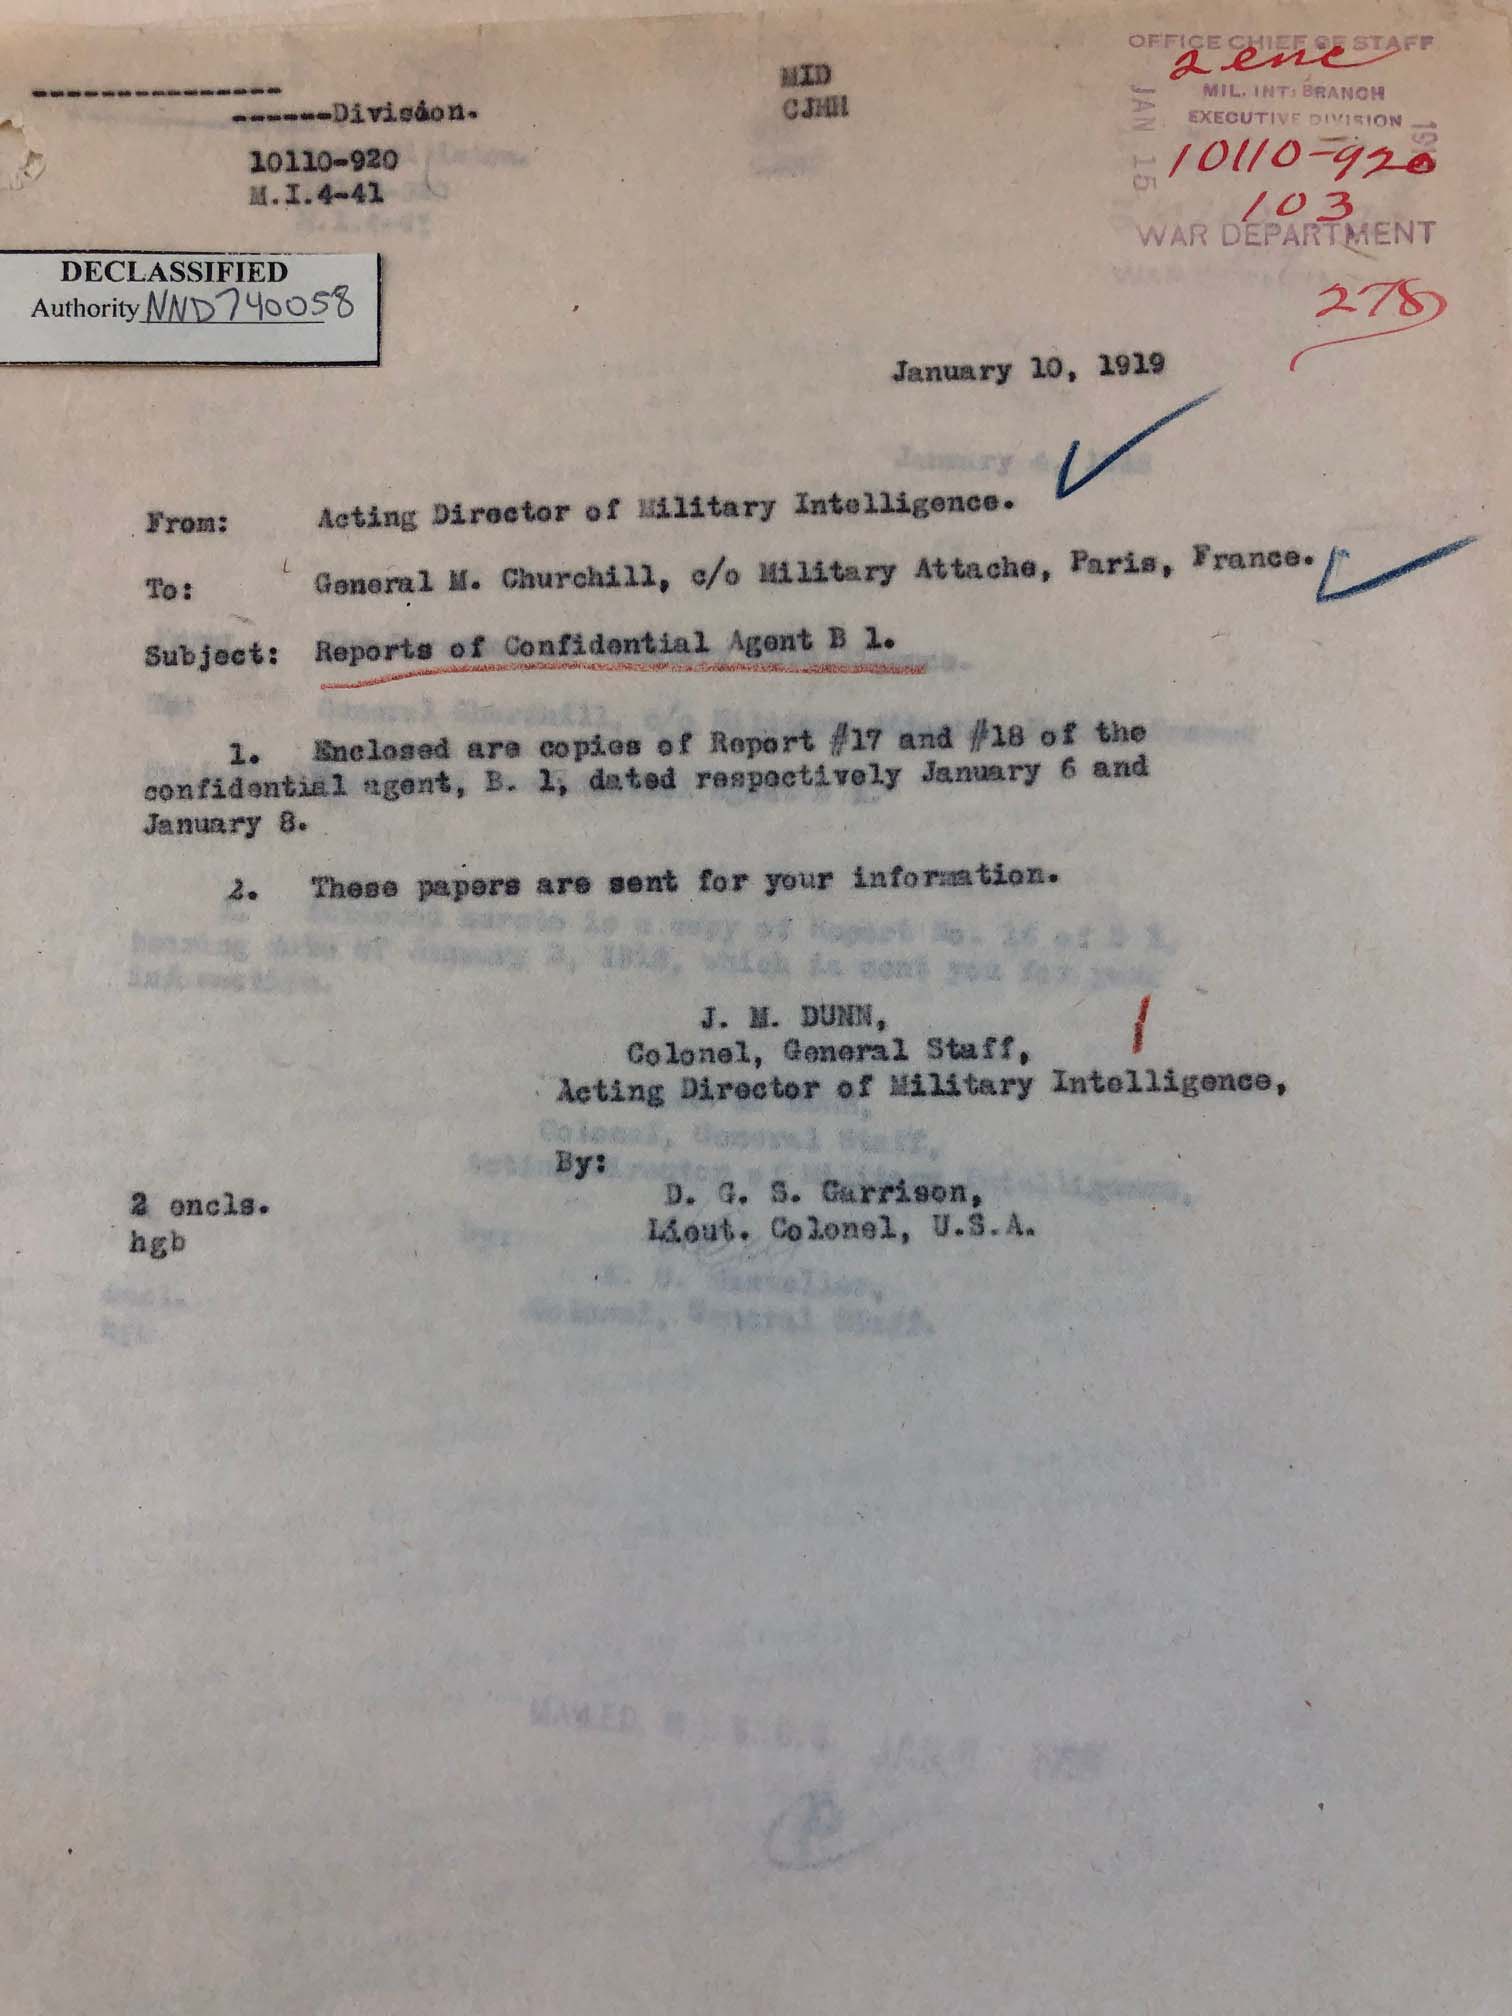 MID
CJMH
------Division.
10110-920
M.I.4-41
OFFICE CHIEF OF STAFF
2 enc
MIL. INT. BRANCH
EXECUTIVE DIVISION
JAN 15
10110-920
103
WAR DEPARTMENT
278
DECLASSIFIED
Authority NND740058
January 10, 1919
From: Acting Director of Military Intelligence.
To: General M. Churchill, c/o Military Attache, Paris, France.
Subject: Reports of Confidential Agent B 1.
1. Enclosed are copies of Report #17 and #18 of the
confidential agent, B. 1, dated respectively January 6 and
January 8.
2. These papers are sent for your information.
J. M. DUNN,
Colonel, General Staff,
Acting Director of Military Intelligence,
By:
D. G. S. Garrison,
Lieut. Colonel, U.S.A.
2 encls.
hgb